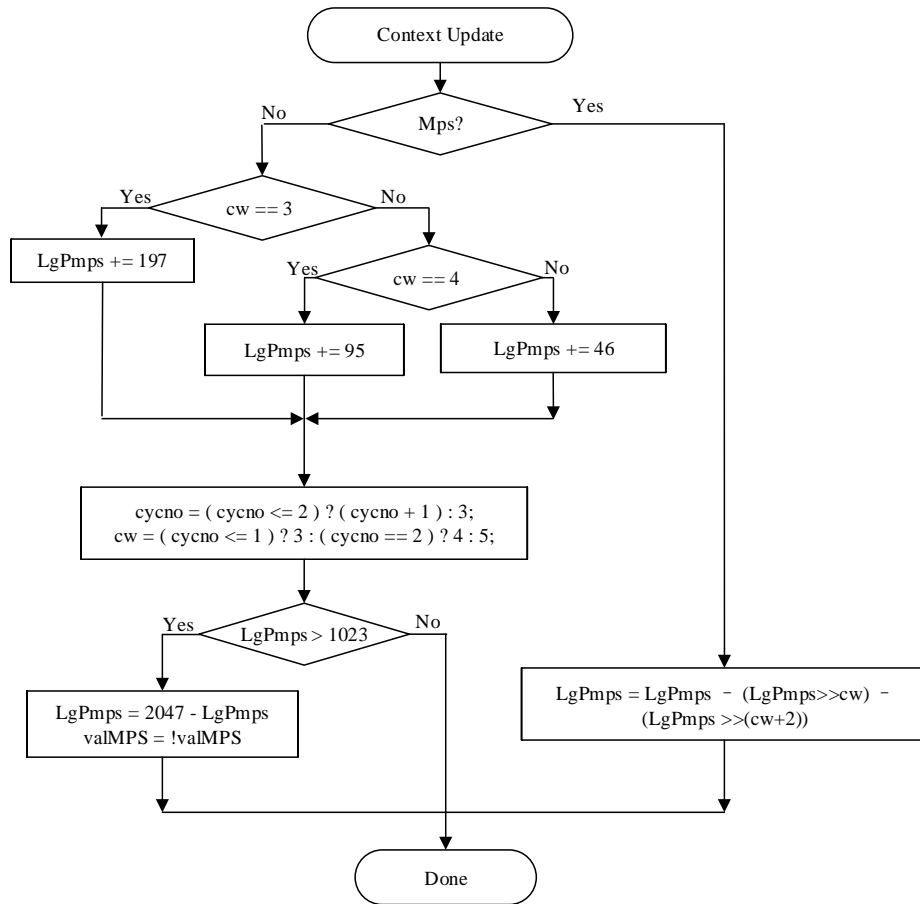 Context Update
Mps?
No
Yes
cw == 3
Yes
No
LgPmps += 197
cw == 4
Yes
No
LgPmps += 95
LgPmps += 46
cycno = ( cycno <= 2 ) ? ( cycno + 1 ) : 3;
cw = ( cycno <= 1 ) ? 3 : ( cycno == 2 ) ? 4 : 5;
LgPmps > 1023
Yes
No
LgPmps = 2047 - LgPmps
valMPS = !valMPS
LgPmps = LgPmps – (LgPmps>>cw) –
(LgPmps >>(cw+2))
Done